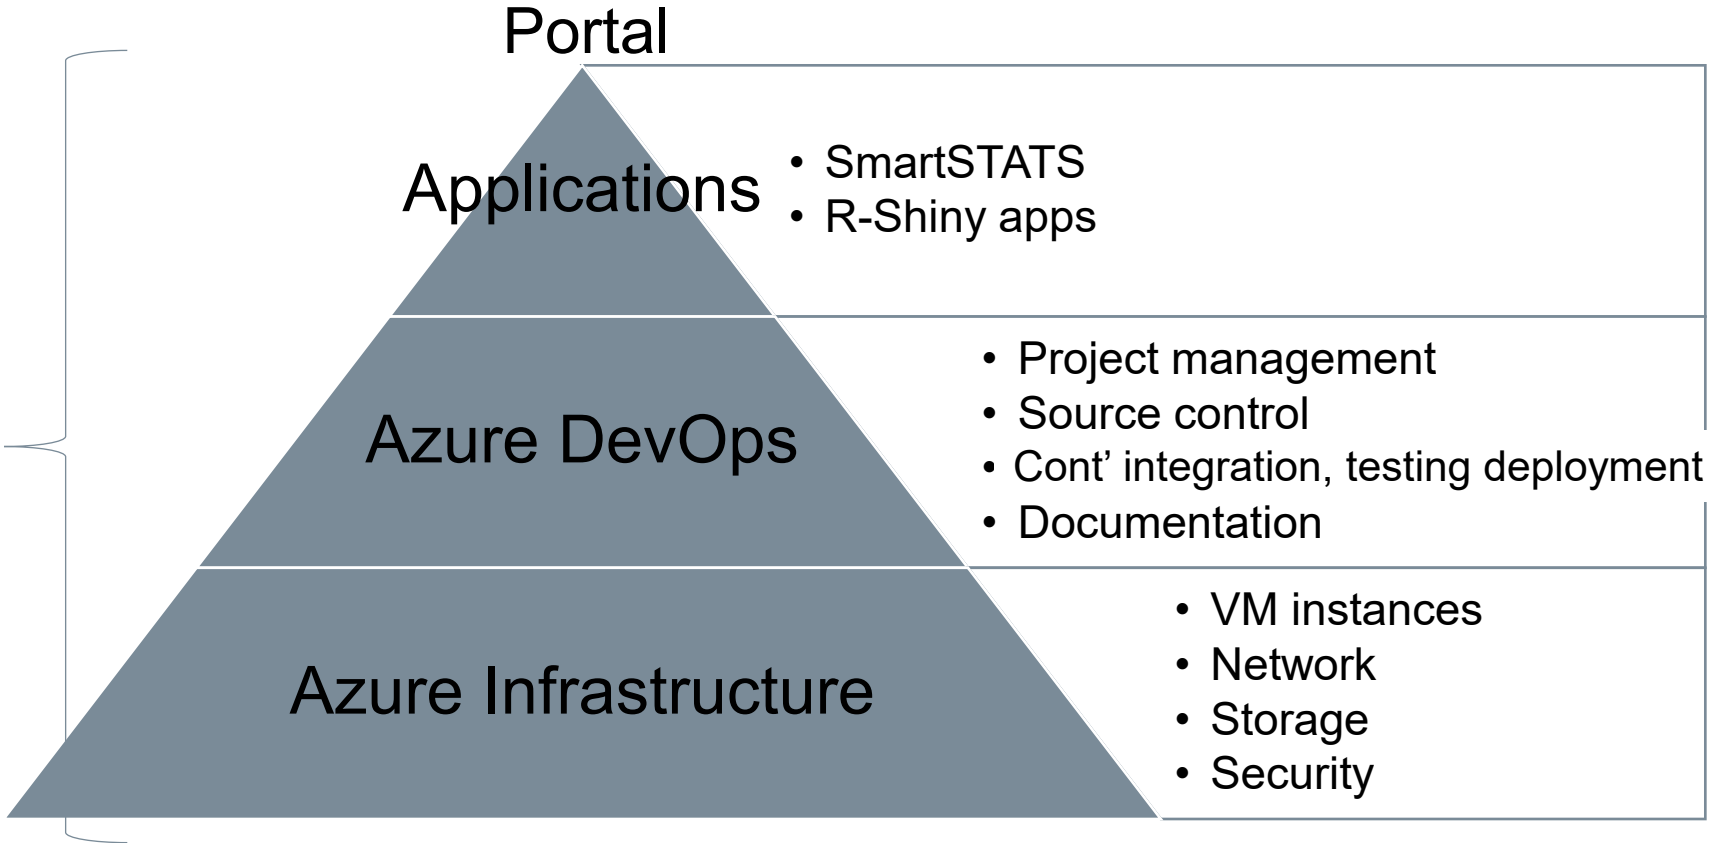 Portal
Applications
• SmartSTATS
• R-Shiny apps
Azure DevOps
• Project management
• Source control
• Cont’ integration, testing deployment
• Documentation
Azure Infrastructure
• VM instances
• Network
• Storage
• Security